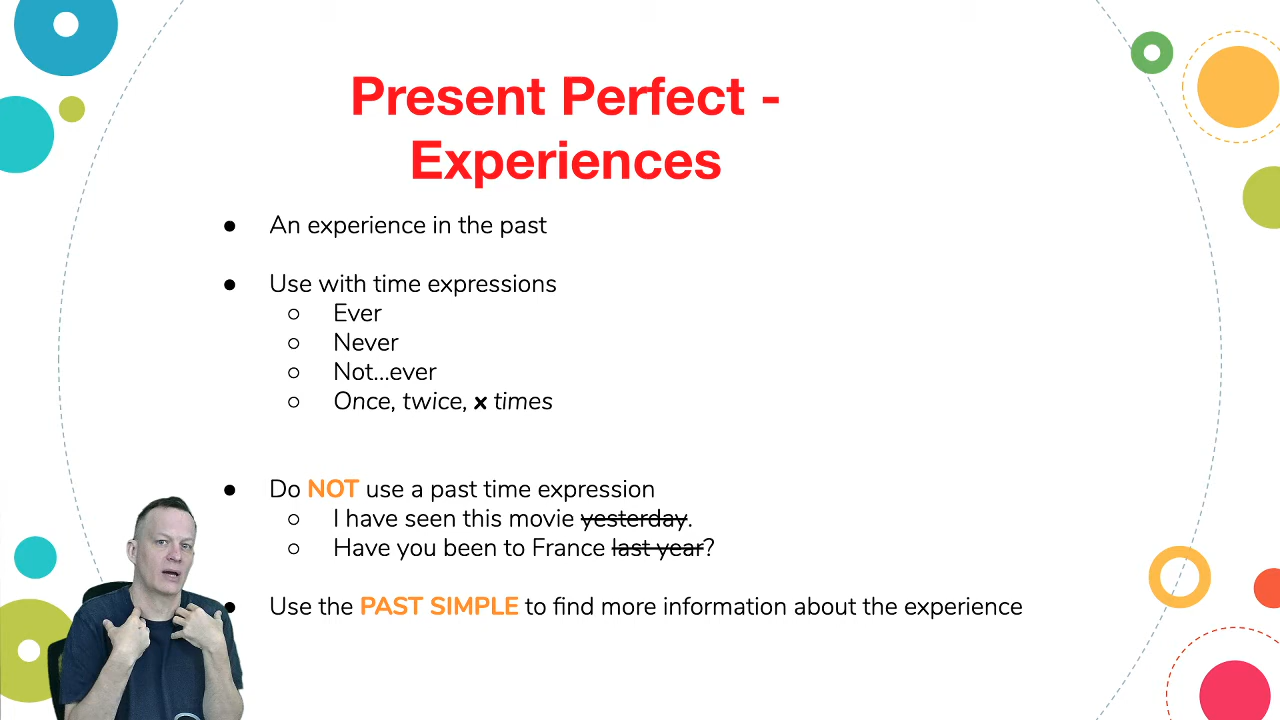 Present Perfect -
Experiences
● An experience in the past
● Use with time expressions
○ Ever
○ Never
○ Not...ever
○ Once, twice, x times
● Do NOT use a past time expression
○ I have seen this movie yesterday.
○ Have you been to France last year?
● Use the PAST SIMPLE to find more information about the experience